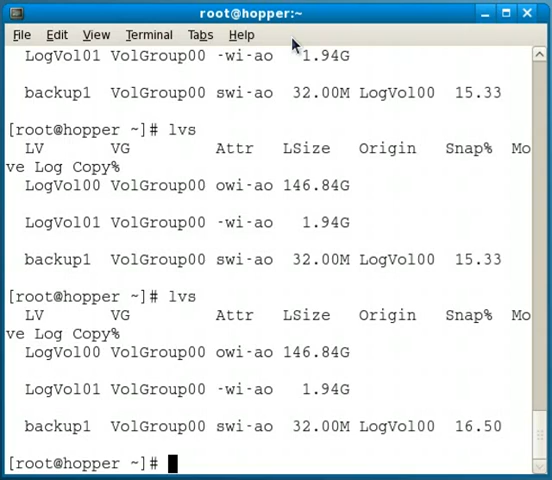 root@hopper:~
File Edit View Terminal Tabs Help
LogVol01 VolGroup00 -wi-ao 1.94G
backup1 VolGroup00 swi-ao 32.00M LogVol00 15.33
[root@hopper ~]# lvs
LV VG Attr LSize Origin Snap% Mo
ve Log Copy%
LogVol00 VolGroup00 owi-ao 146.84G
LogVol01 VolGroup00 -wi-ao 1.94G
backup1 VolGroup00 swi-ao 32.00M LogVol00 15.33
[root@hopper ~]# lvs
LV VG Attr LSize Origin Snap% Mo
ve Log Copy%
LogVol00 VolGroup00 owi-ao 146.84G
LogVol01 VolGroup00 -wi-ao 1.94G
backup1 VolGroup00 swi-ao 32.00M LogVol00 16.50
[root@hopper ~]#